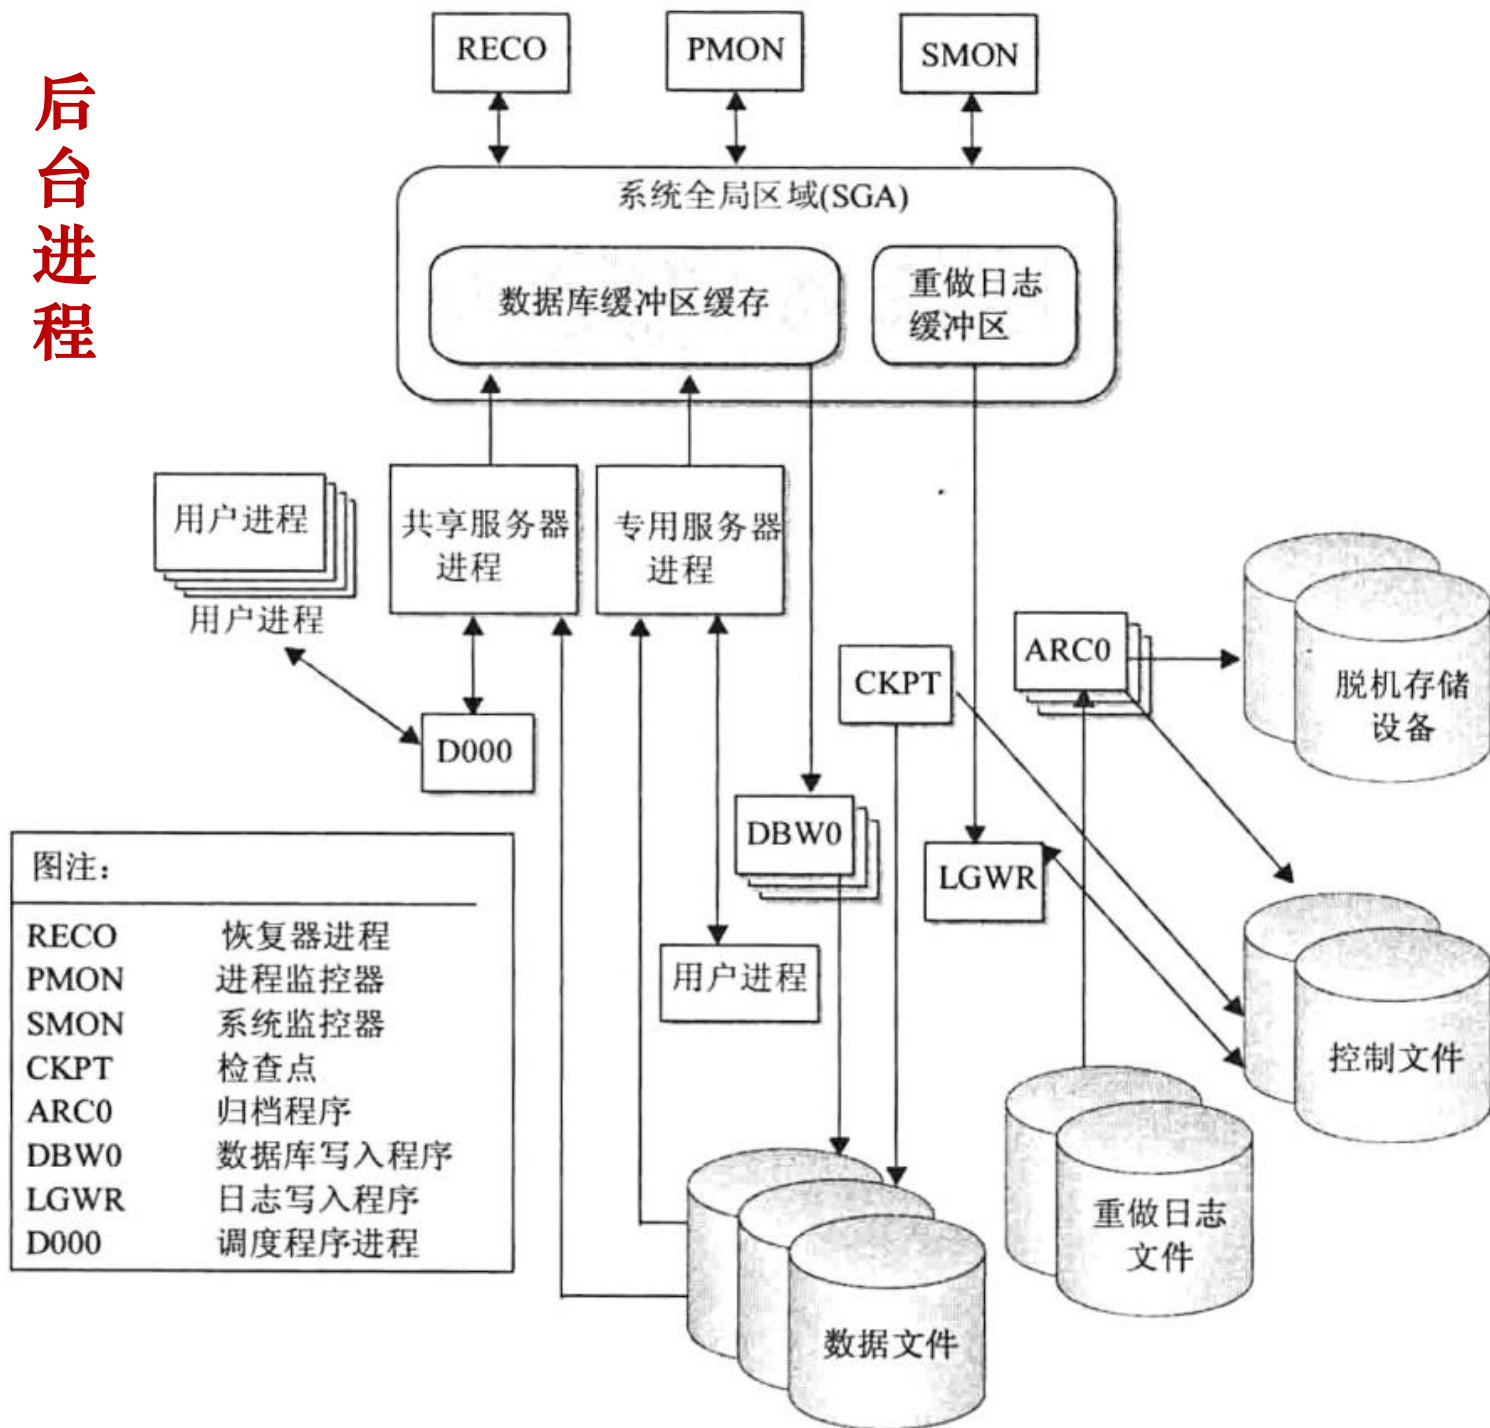 后台进程
RECO
PMON
SMON
系统全局区域(SGA)
数据库缓冲区缓存
重做日志
缓冲区
用户进程
用户进程
共享服务器
进程
专用服务器
进程
D000
CKPT
ARC0
脱机存储
设备
DBW0
LGWR
用户进程
控制文件
重做日志
文件
数据文件
图注：
RECO 恢复器进程
PMON 进程监控器
SMON 系统监控器
CKPT 检查点
ARC0 归档程序
DBW0 数据库写入程序
LGWR 日志写入程序
D000 调度程序进程